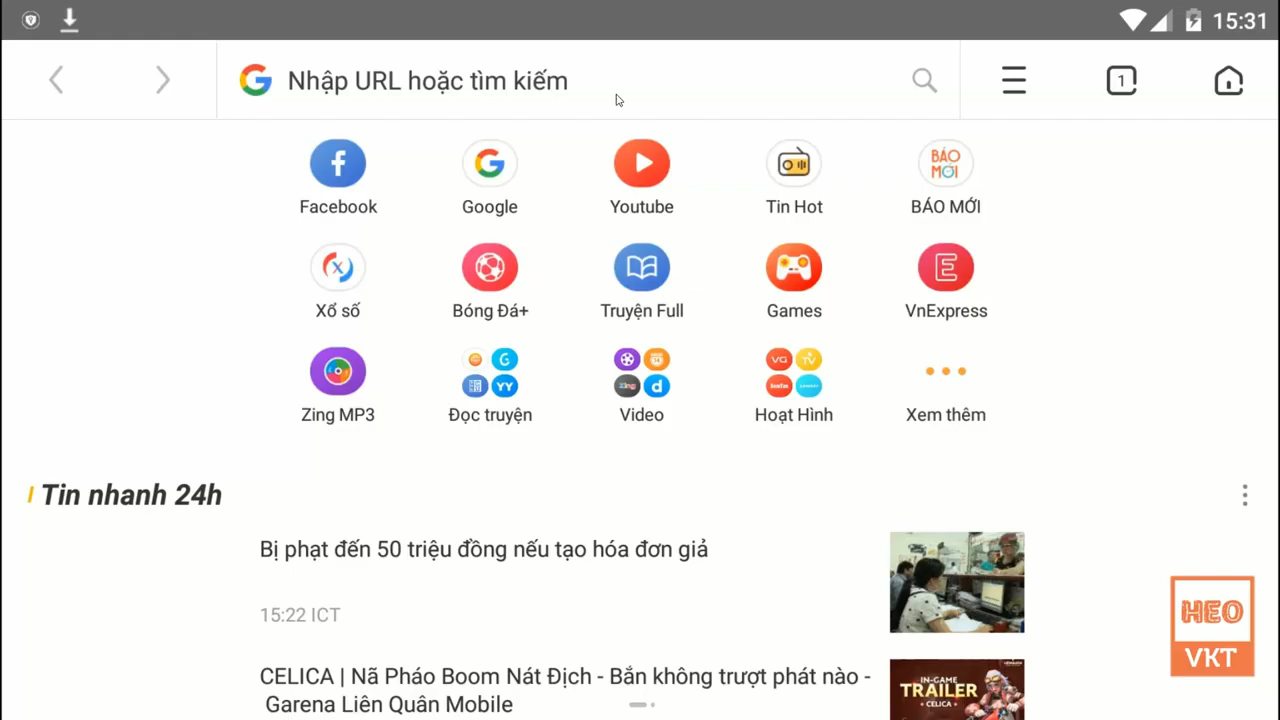 15:31
Nhập URL hoặc tìm kiếm
1
Facebook
Google
Youtube
Tin Hot
BÁO MỚI
BÁO MỚI
Xổ số
Bóng Đá+
Truyện Full
Games
VnExpress
Zing MP3
Đọc truyện
Video
Hoạt Hình
Xem thêm
Tin nhanh 24h
Bị phạt đến 50 triệu đồng nếu tạo hóa đơn giả
15:22 ICT
CELICA | Nã Pháo Boom Nát Địch - Bắn không trượt phát nào -
Garena Liên Quân Mobile
IN-GAME
TRAILER
CELICA
HEO
VKT